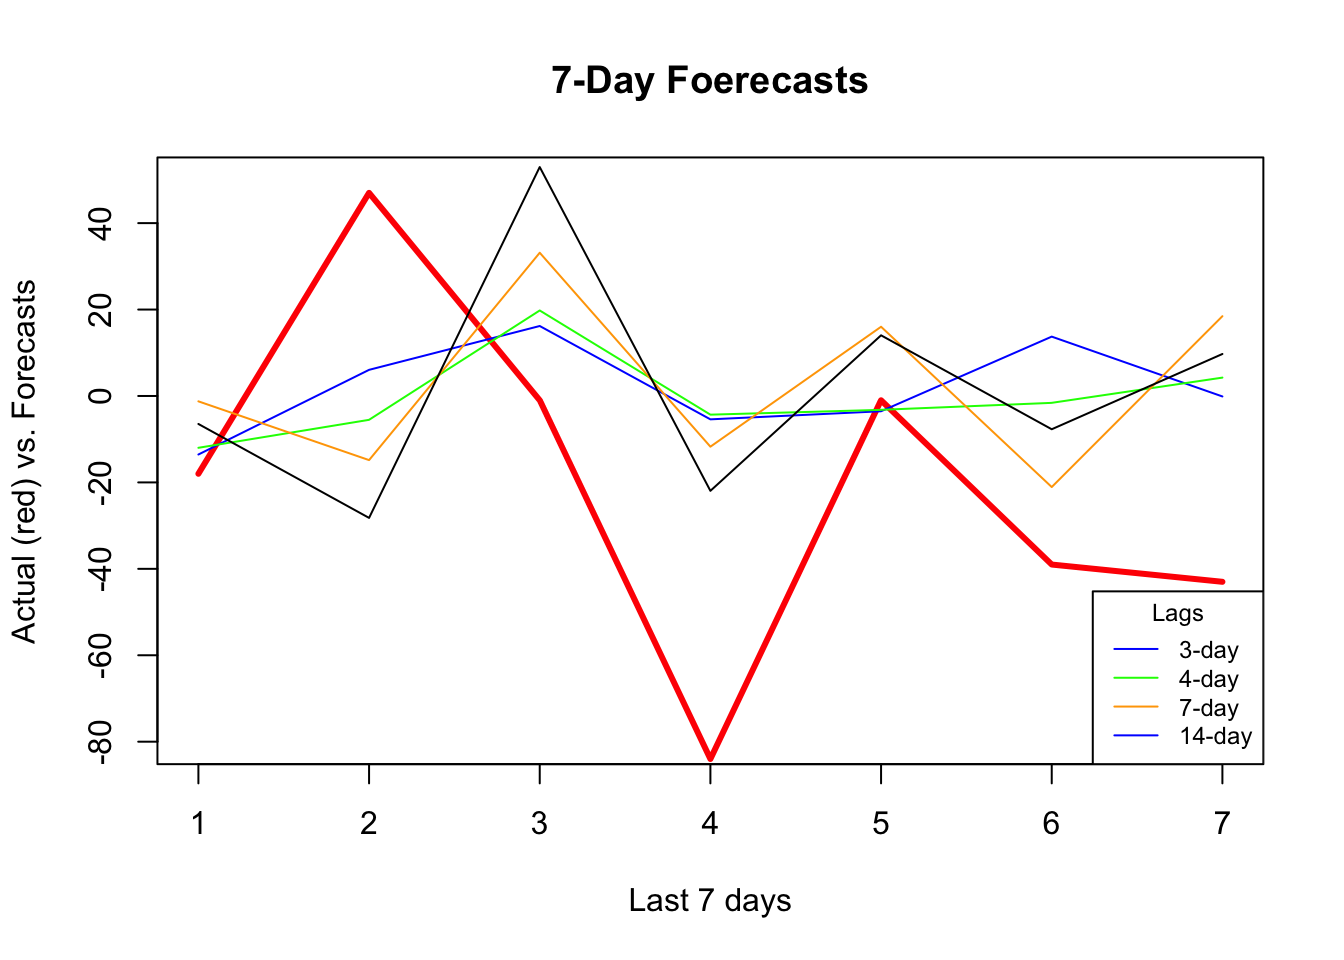 7-Day Foerecasts
Actual (red) vs. Forecasts
40
20
0
-20
-40
-60
-80
Lags
3-day
4-day
7-day
14-day
1 2 3 4 5 6 7
Last 7 days